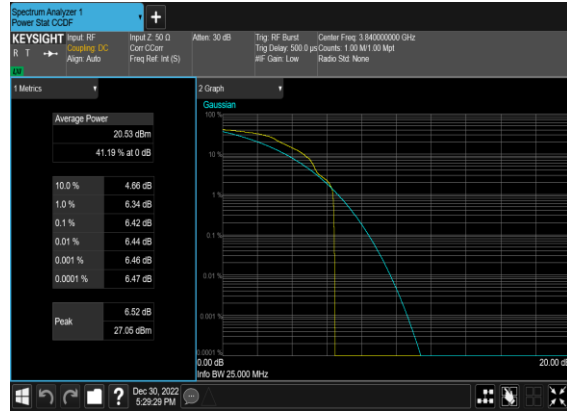 Spectrum Analyzer 1
Power Stat CCDF
+
KEYSIGHT
R T
Input: RF
Coupling: DC
Align: Auto
Input Z: 50 Ω
Corr CCorr
Freq Ref: Int (S)
Atten: 30 dB
Trig: RF Burst
Trig Delay: 500.0 µs
#IF Gain: Low
Center Freq: 3.840000000 GHz
Counts: 1.00 M/1.00 Mpt
Radio Std: None
1 Metrics
Average Power
20.53 dBm
41.19 % at 0 dB
10.0 % 4.66 dB
1.0 % 6.34 dB
0.1 % 6.42 dB
0.01 % 6.44 dB
0.001 % 6.46 dB
0.0001 % 6.47 dB
Peak
6.52 dB
27.05 dBm
2 Graph
Gaussian
100 %
10 %
1 %
0.1 %
0.01 %
0.001 %
0.0001 %
0.00 dB
20.00 dB
Info BW 25.000 MHz
?
Dec 30, 2022
5:29:29 PM